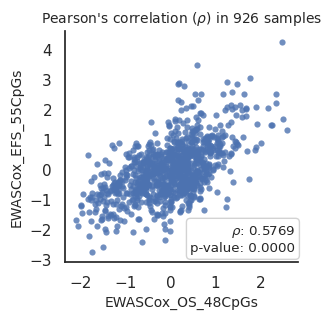 Pearson's correlation (ρ) in 926 samples
EWASCox_EFS_55CpGs
4
3
2
1
0
−1
−2
−3
ρ: 0.5769
p-value: 0.0000
−2 −1 0 1 2
EWASCox_OS_48CpGs